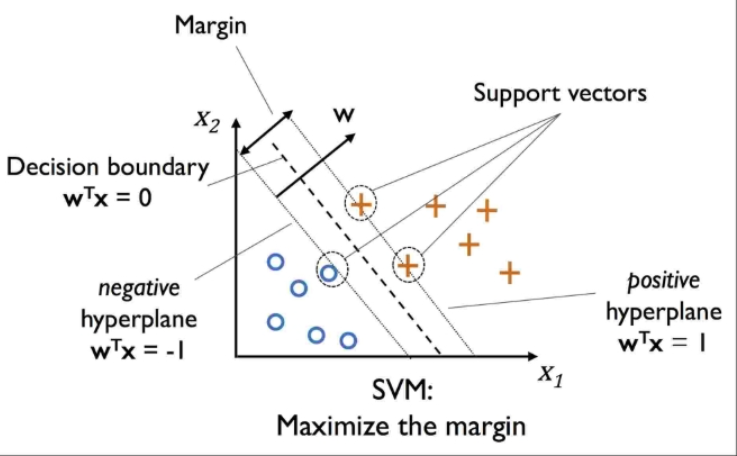 Margin
Support vectors
w
X₂
Decision boundary
wᵀx = 0
negative
hyperplane
wᵀx = -1
positive
hyperplane
wᵀx = 1
X₁
SVM:
Maximize the margin